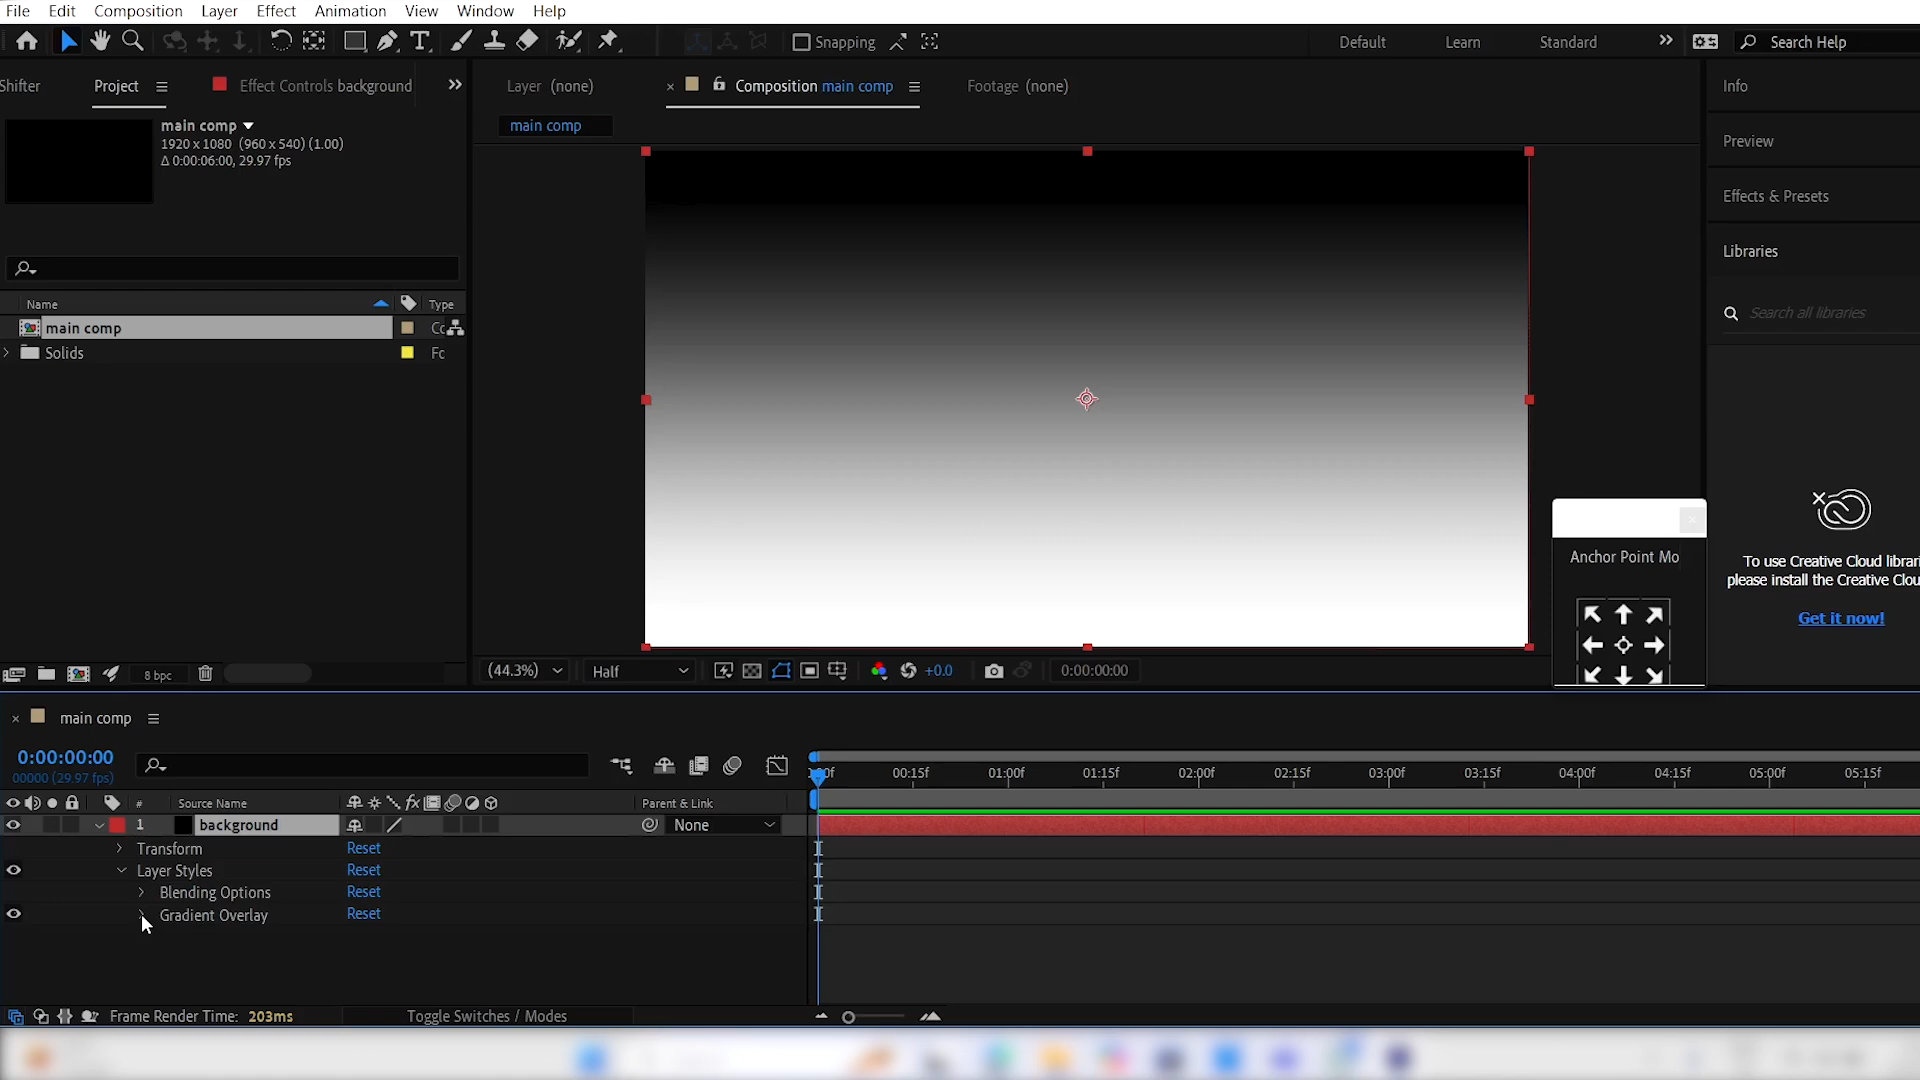 File Edit Composition Layer Effect Animation View Window Help
Snapping Default Learn Standard Search Help
Shifter Project Effect Controls background Layer (none) Composition main comp Footage (none) Info
main comp
1920 x 1080 (960 x 540) (1.00)
Δ 0:00:06:00, 29.97 fps
main comp
Preview
Effects & Presets
Libraries
Search all libraries
Name Type
main comp Cc
Solids Fc
Anchor Point Mo
To use Creative Cloud librari
please install the Creative Clou
Get it now!
8 bpc (44.3%) Half +0.0 0:00:00:00
main comp
0:00:00:00
00000 (29.97 fps)
00f 00:15f 01:00f 01:15f 02:00f 02:15f 03:00f 03:15f 04:00f 04:15f 05:00f 05:15f
# Source Name fx Parent & Link
1 background None
Transform Reset
Layer Styles Reset
Blending Options Reset
Gradient Overlay Reset
Frame Render Time: 203ms Toggle Switches / Modes